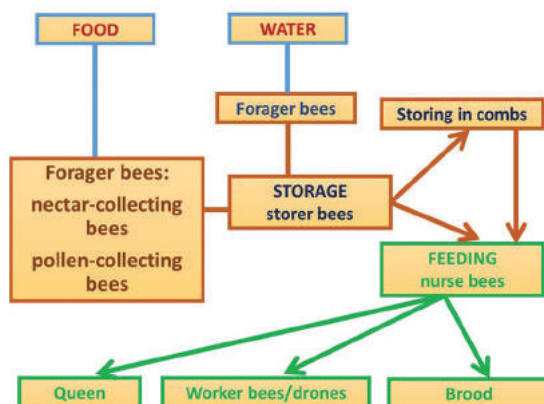 FOOD
WATER
Forager bees
Storing in combs
Forager bees:
nectar-collecting
bees
pollen-collecting
bees
STORAGE
storer bees
FEEDING
nurse bees
Queen
Worker bees/drones
Brood